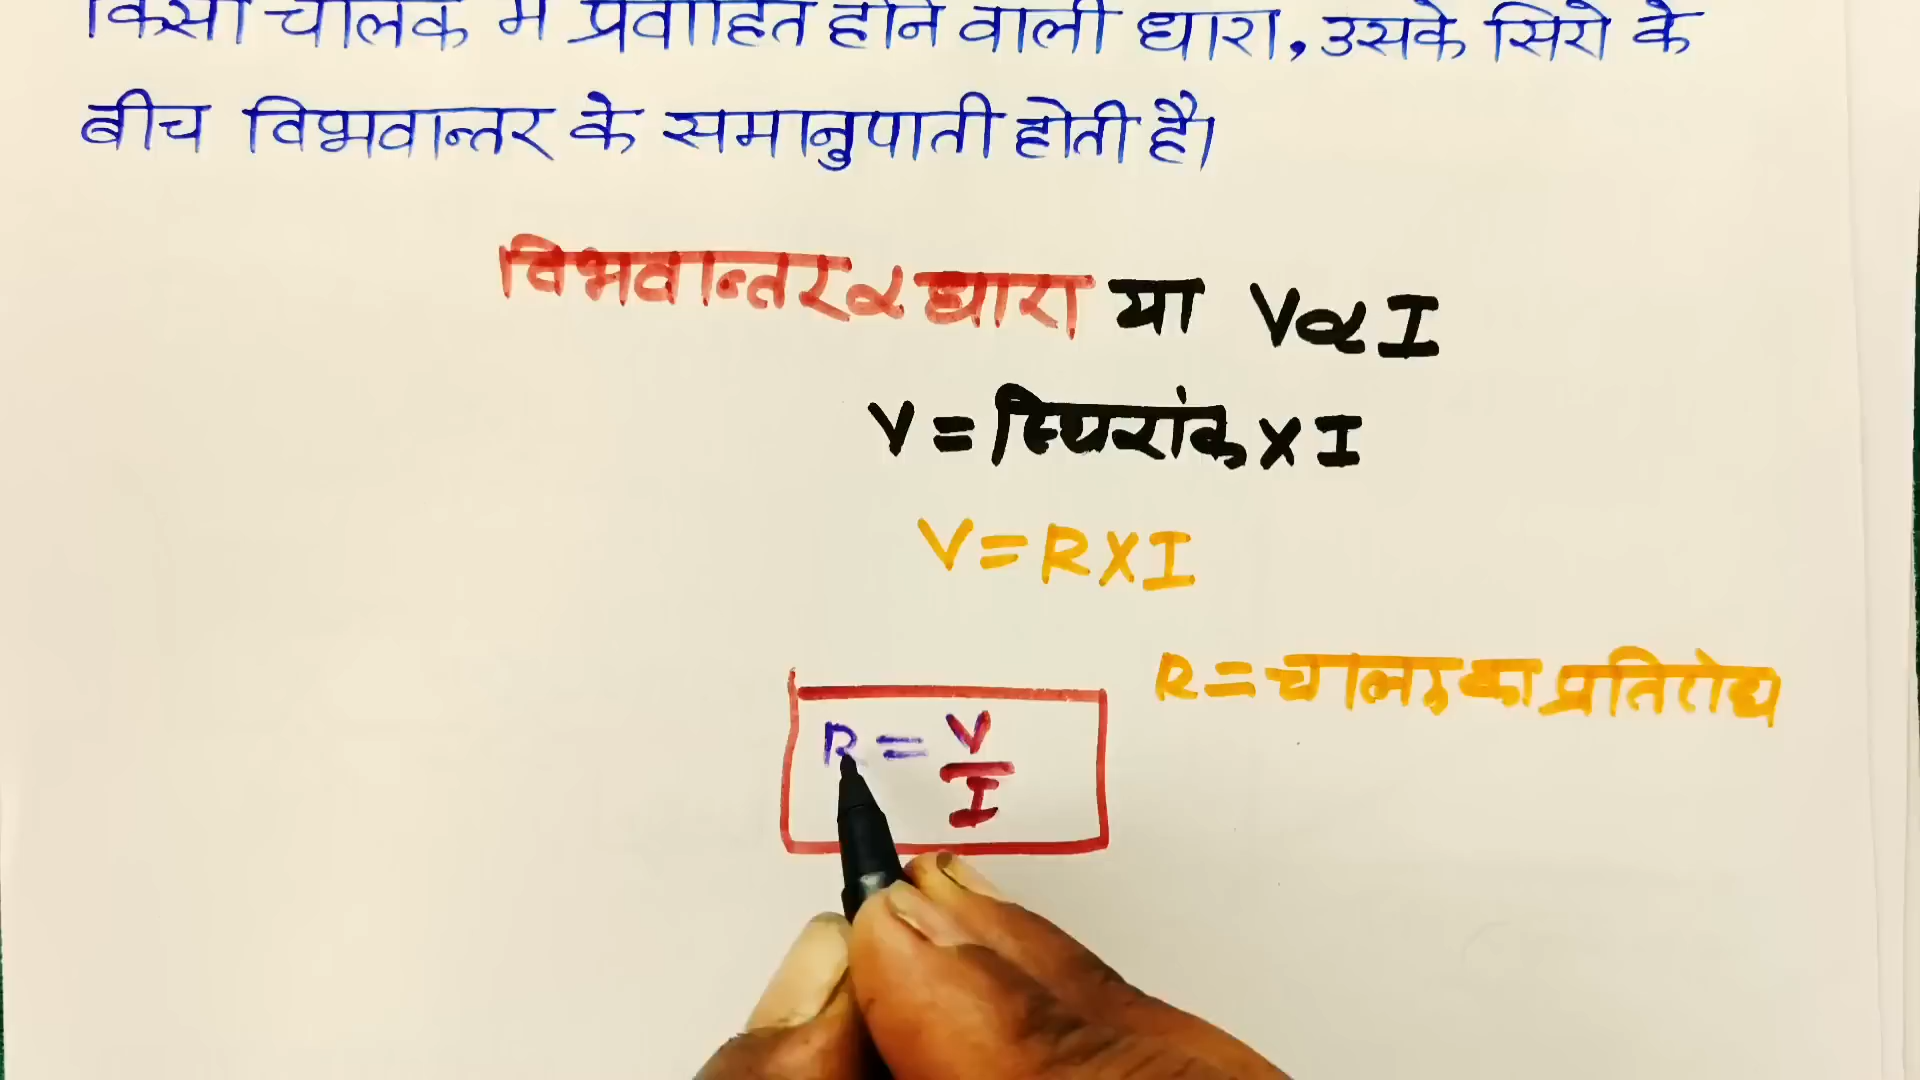 किसी चालक में प्रवाहित होने वाली धारा, उसके सिरो के
बीच विभवान्तर के समानुपाती होती है।
विभवान्तर ∝ धारा या V ∝ I
V = स्थिरांक X I
V = R X I
R = चालक का प्रतिरोध
R = V/I